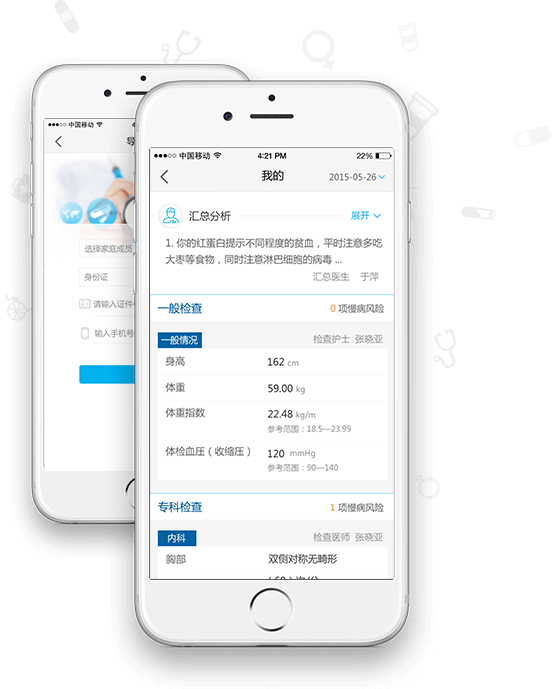 中国移动
导
选择家庭成员
身份证
请输入证件
输入手机号
中国移动 4:21 PM 22%
我的 2015-05-26
汇总分析 展开
1. 你的红蛋白提示不同程度的贫血，平时注意多吃
大枣等食物，同时注意淋巴细胞的病毒 ...
汇总医生 于萍
一般检查 0 项慢病风险
一般情况 检查护士 张晓亚
身高 162 cm
体重 59.00 kg
体重指数 22.48 kg/m
参考范围：18.5—23.99
体检血压（收缩压） 120 mmHg
参考范围：90—140
专科检查 1 项慢病风险
内科 检查医师 张晓亚
胸部 双侧对称无畸形